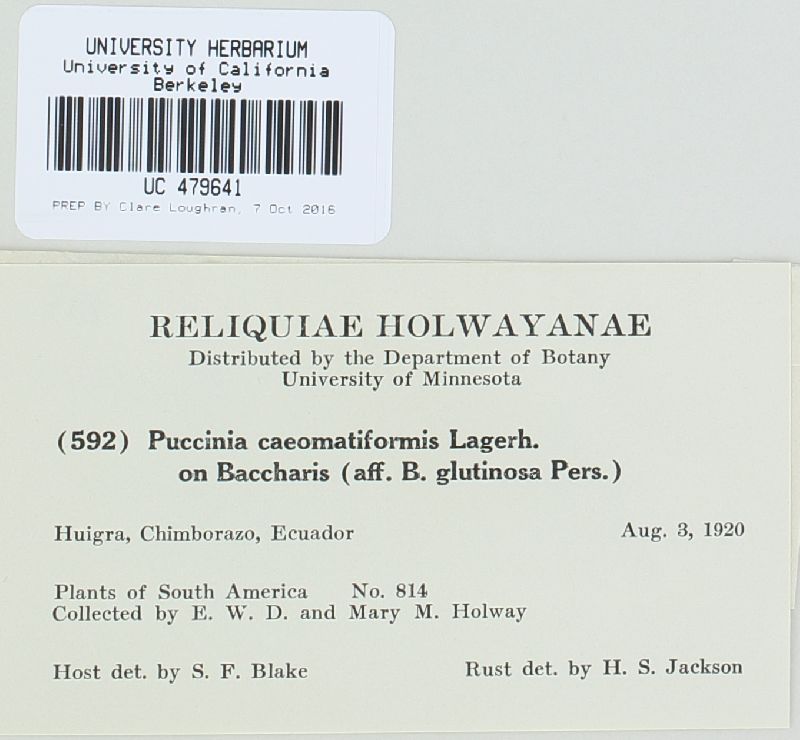 UNIVERSITY HERBARIUM
University of California
Berkeley
UC 479641
PREP BY Clare Loughran, 7 Oct 2016
RELIQUIAE HOLWAYANAE
Distributed by the Department of Botany
University of Minnesota
(592) Puccinia caeomatiformis Lagerh.
on Baccharis (aff. B. glutinosa Pers.)
Huigra, Chimborazo, Ecuador Aug. 3, 1920
Plants of South America No. 814
Collected by E. W. D. and Mary M. Holway
Host det. by S. F. Blake Rust det. by H. S. Jackson